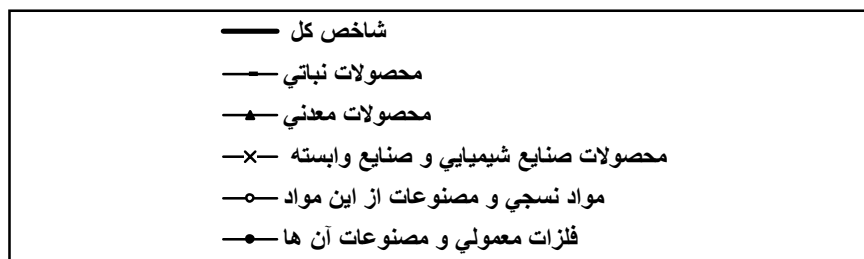 شاخص کل
محصولات نباتي
محصولات معدني
محصولات صنايع شيميايي و صنايع وابسته
مواد نسجي و مصنوعات از اين مواد
فلزات معمولي و مصنوعات آن ها